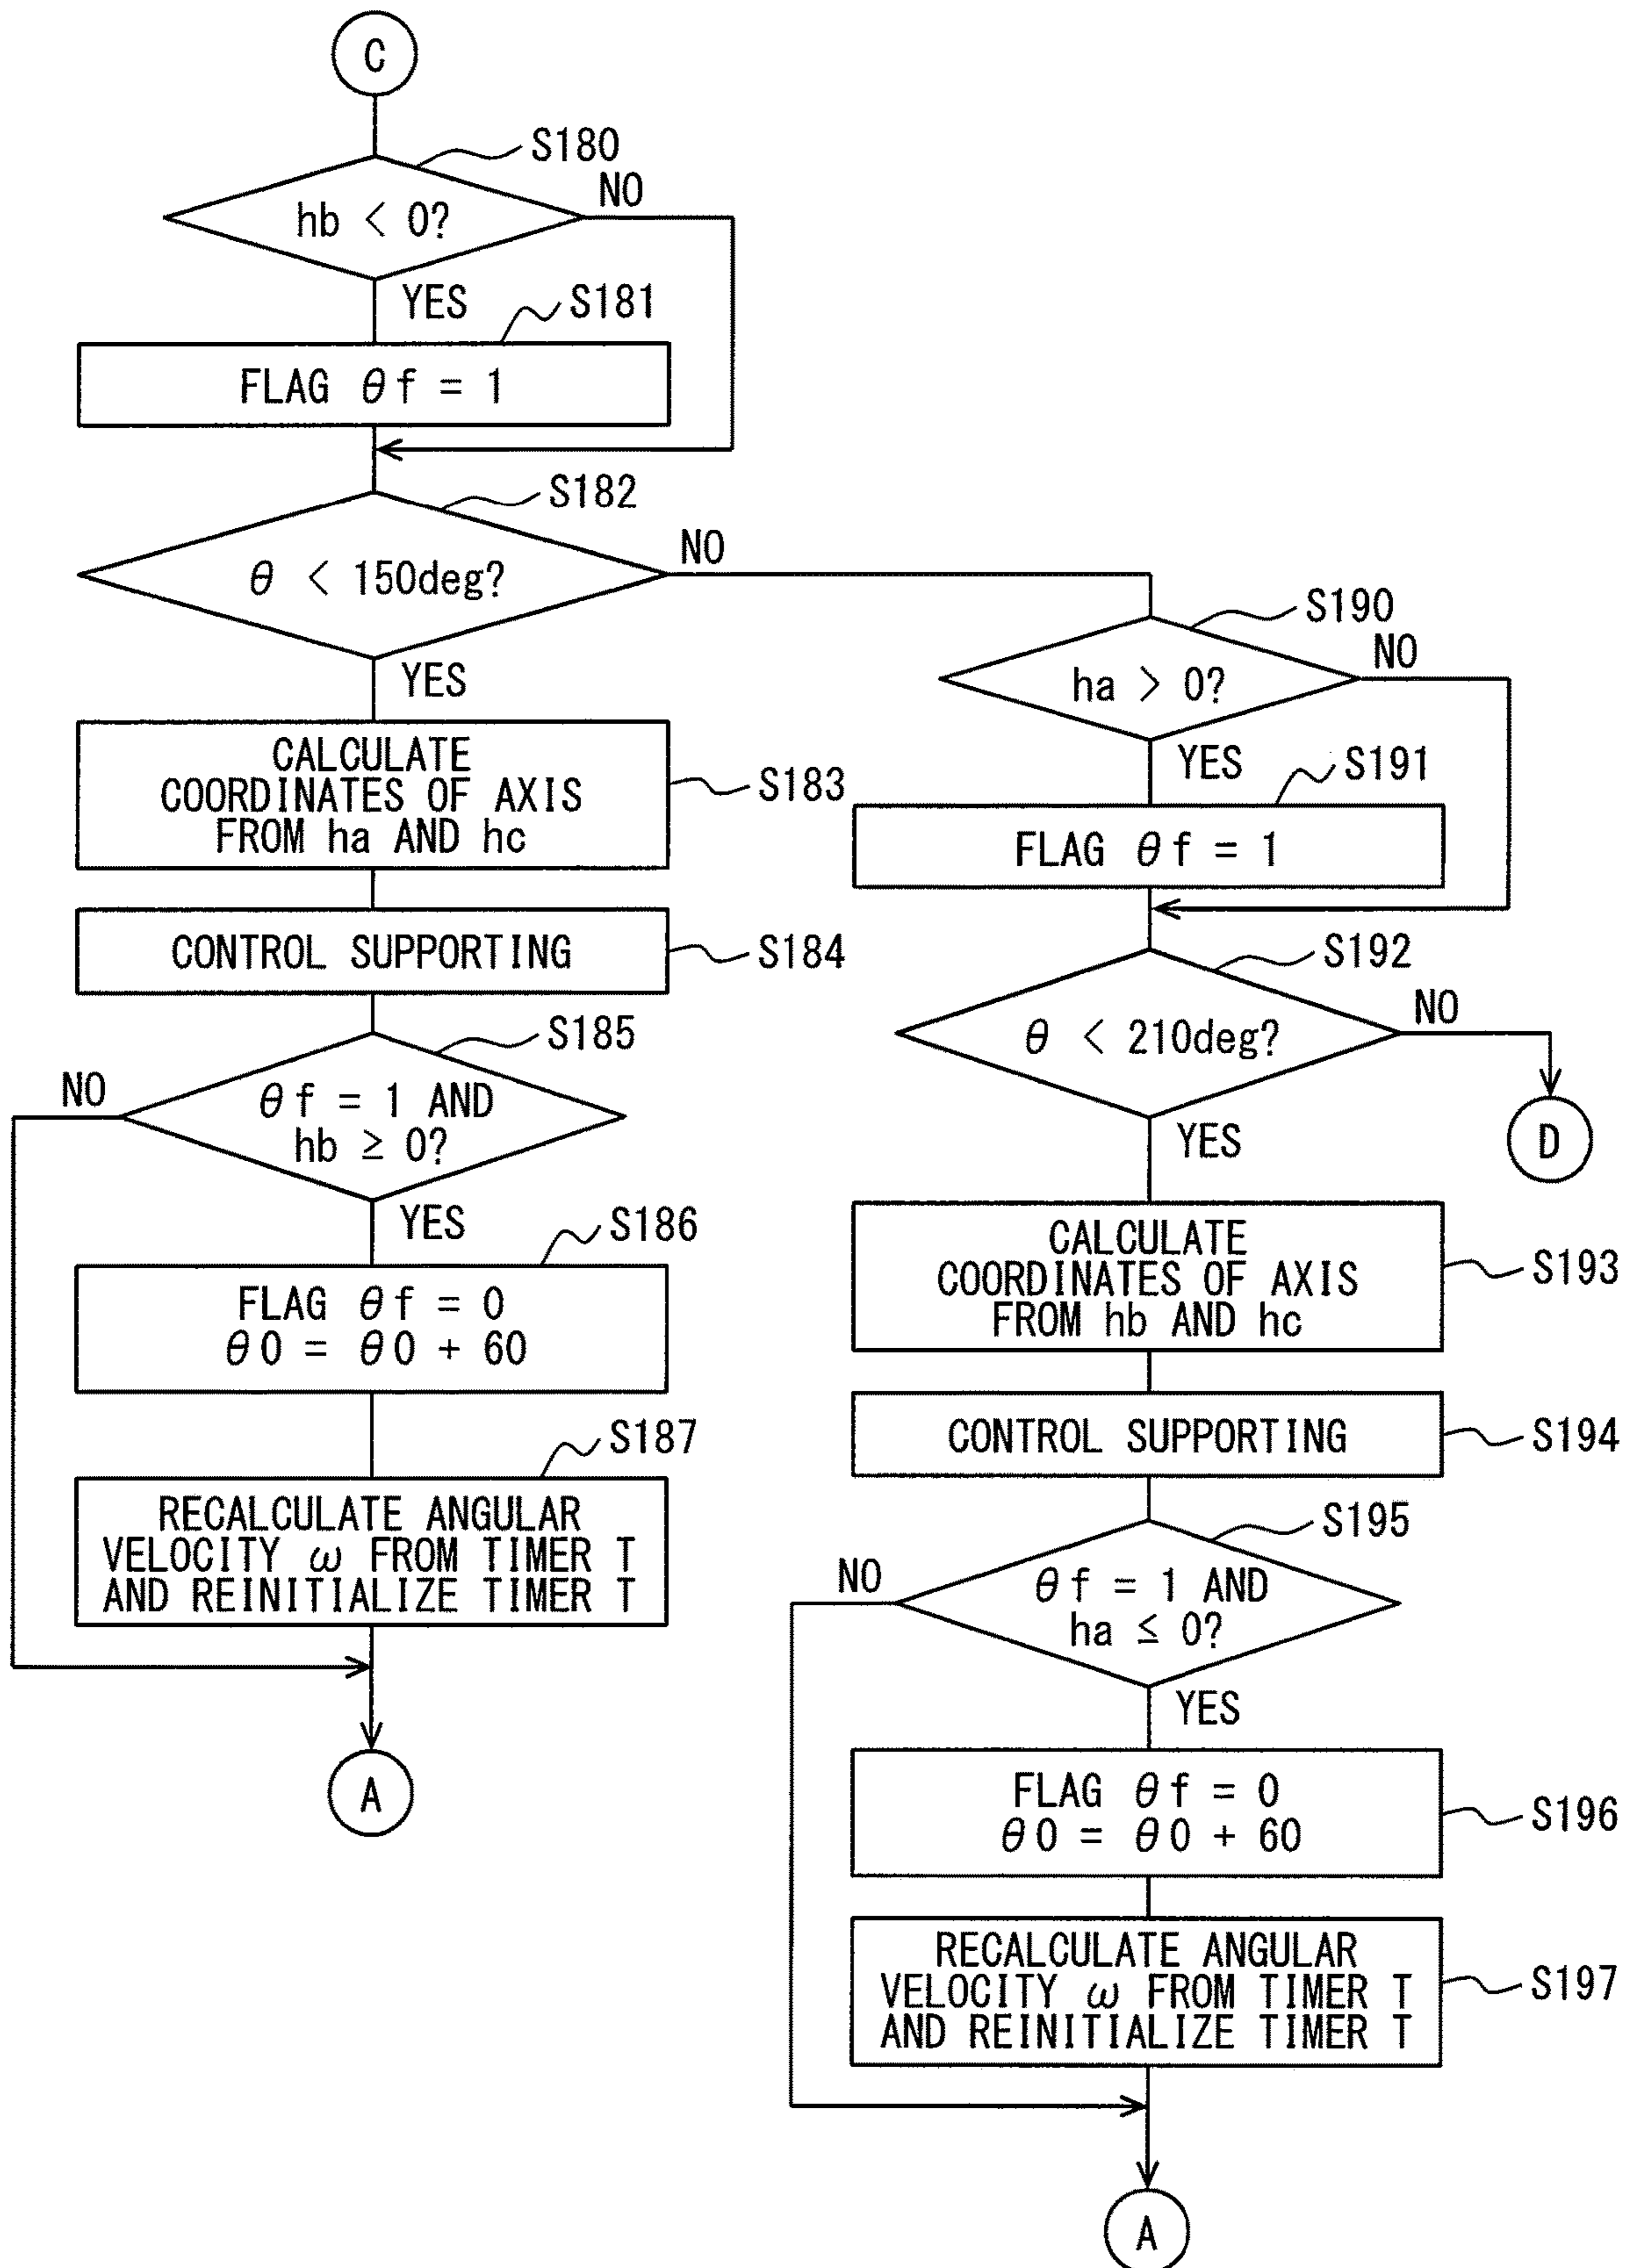 C
S180
hb < 0?
NO
YES
S181
FLAG θf = 1
S182
θ < 150deg?
NO
YES
CALCULATE
COORDINATES OF AXIS
FROM ha AND hc
S183
CONTROL SUPPORTING
S184
S185
θf = 1 AND
hb ≥ 0?
NO
YES
S186
FLAG θf = 0
θ0 = θ0 + 60
S187
RECALCULATE ANGULAR
VELOCITY ω FROM TIMER T
AND REINITIALIZE TIMER T
A
S190
ha > 0?
NO
YES
S191
FLAG θf = 1
S192
θ < 210deg?
NO
D
YES
CALCULATE
COORDINATES OF AXIS
FROM hb AND hc
S193
CONTROL SUPPORTING
S194
S195
θf = 1 AND
ha ≤ 0?
NO
YES
FLAG θf = 0
θ0 = θ0 + 60
S196
RECALCULATE ANGULAR
VELOCITY ω FROM TIMER T
AND REINITIALIZE TIMER T
S197
A